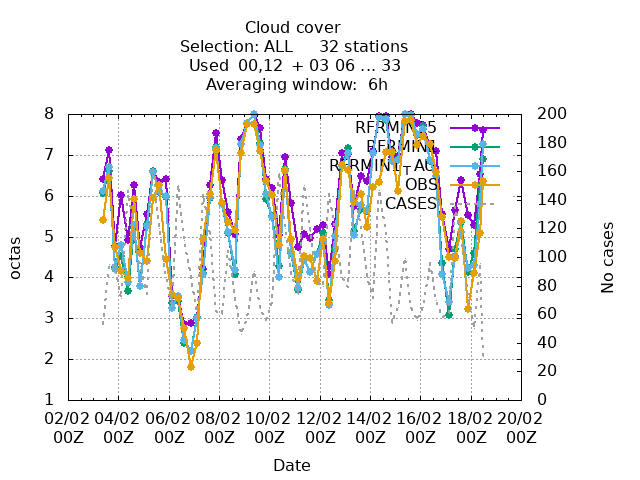 Cloud cover
Selection: ALL 32 stations
Used 00,12 + 03 06 ... 33
Averaging window: 6h
8 200
RFRMIN15
180
7 RFRMIN
160
OBS
6 CASES 140
120
5
octas 100 No cases
4 80
60
3
40
2
20
1 0
02/02 04/02 06/02 08/02 10/02 12/02 14/02 16/02 18/02 20/02
00Z 00Z 00Z 00Z 00Z 00Z 00Z 00Z 00Z 00Z
Date